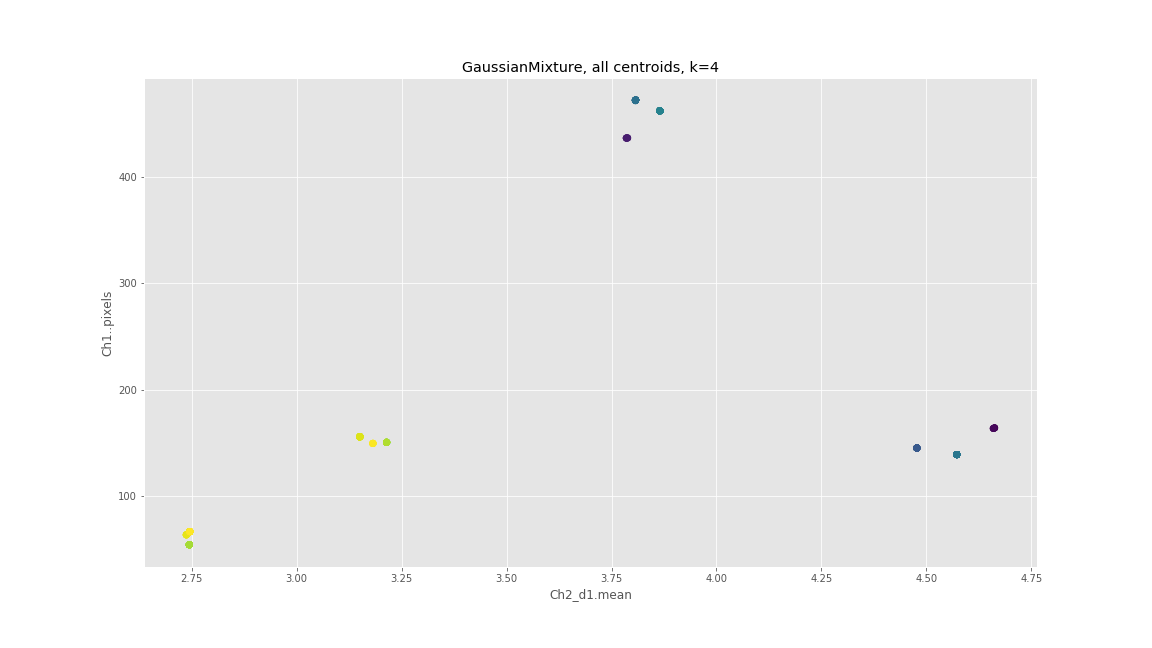 GaussianMixture, all centroids, k=4
Ch1..pixels
400
300
200
100
2.75 3.00 3.25 3.50 3.75 4.00 4.25 4.50 4.75
Ch2_d1.mean